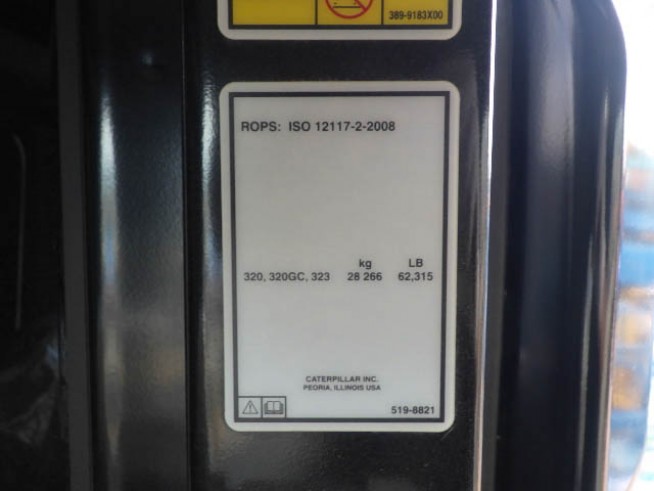 389-9183X00
ROPS: ISO 12117-2-2008
kg LB
320, 320GC, 323 28 266 62,315
CATERPILLAR INC.
PEORIA, ILLINOIS USA
519-8821